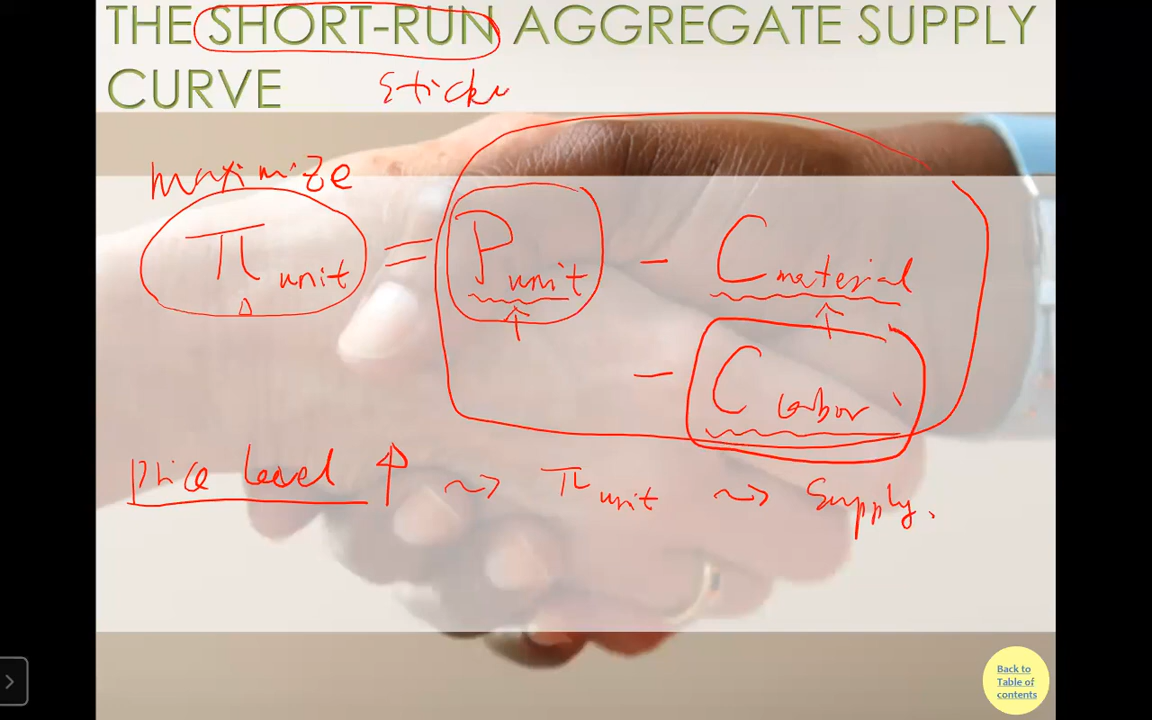 THE SHORT-RUN AGGREGATE SUPPLY
CURVE
Stick
maximize
π unit = P unit - C material
- C labor
Price level ↑ ~> π unit ~> Supply.
Back to
Table of
contents